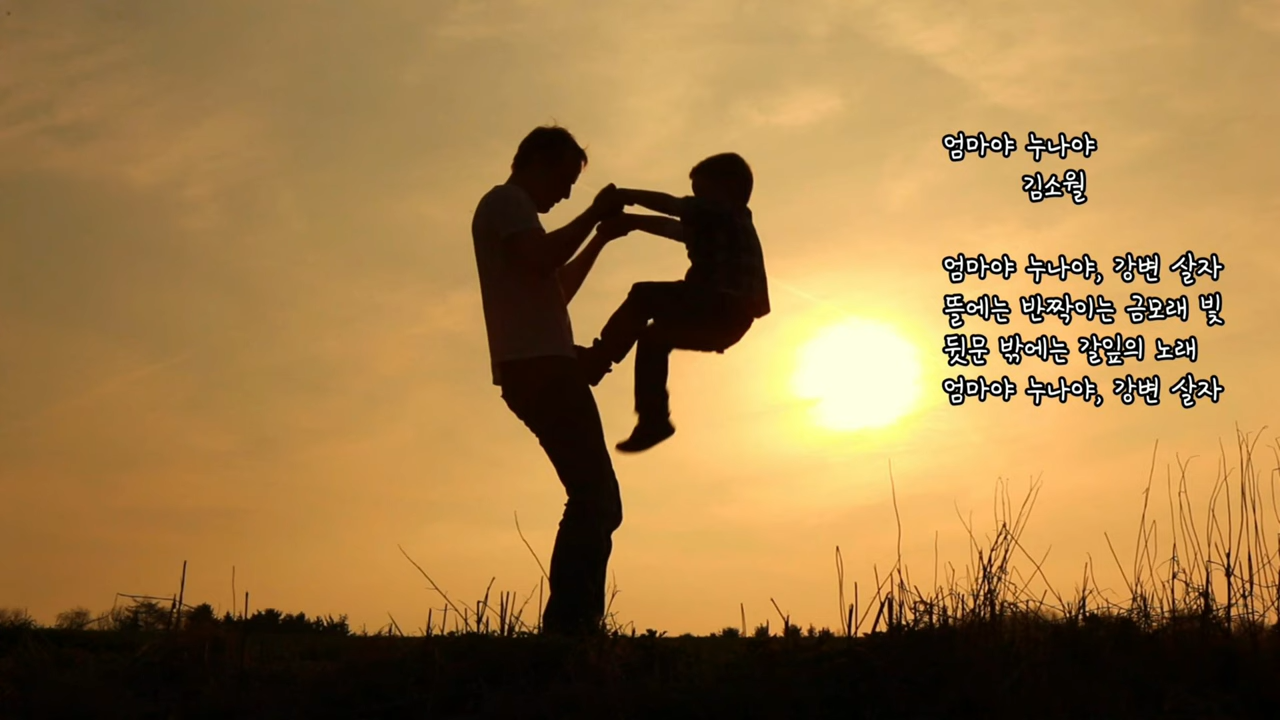 엄마야 누나야
김소월
엄마야 누나야, 강변 살자
뜰에는 반짝이는 금모래 빛
뒷문 밖에는 갈잎의 노래
엄마야 누나야, 강변 살자